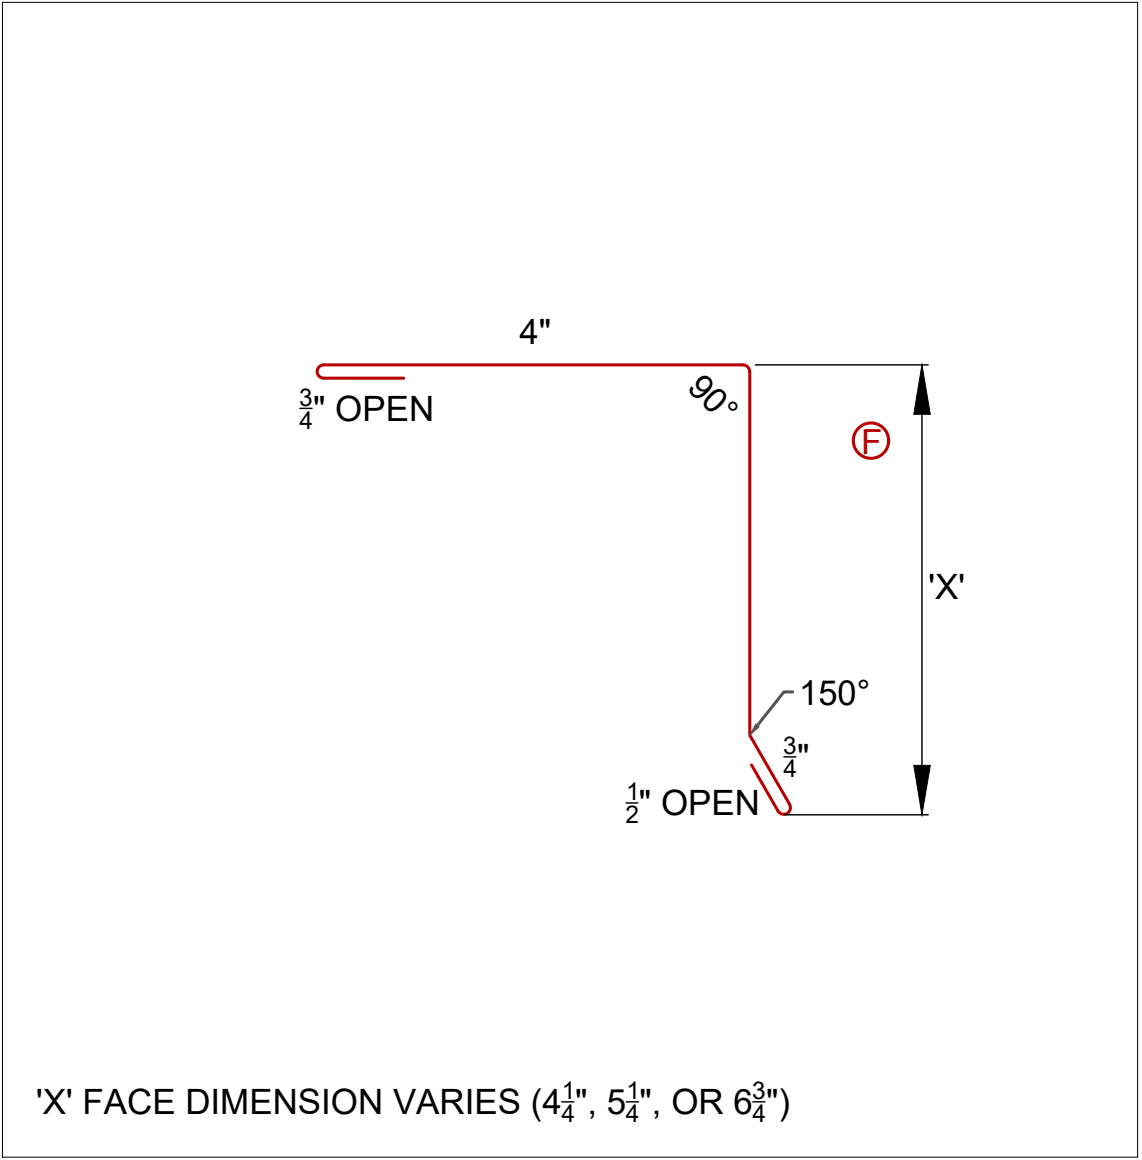 4"
3/4" OPEN
90°
F
'X'
150°
3/4"
1/2" OPEN
'X' FACE DIMENSION VARIES (4 1/4", 5 1/4", OR 6 3/4")